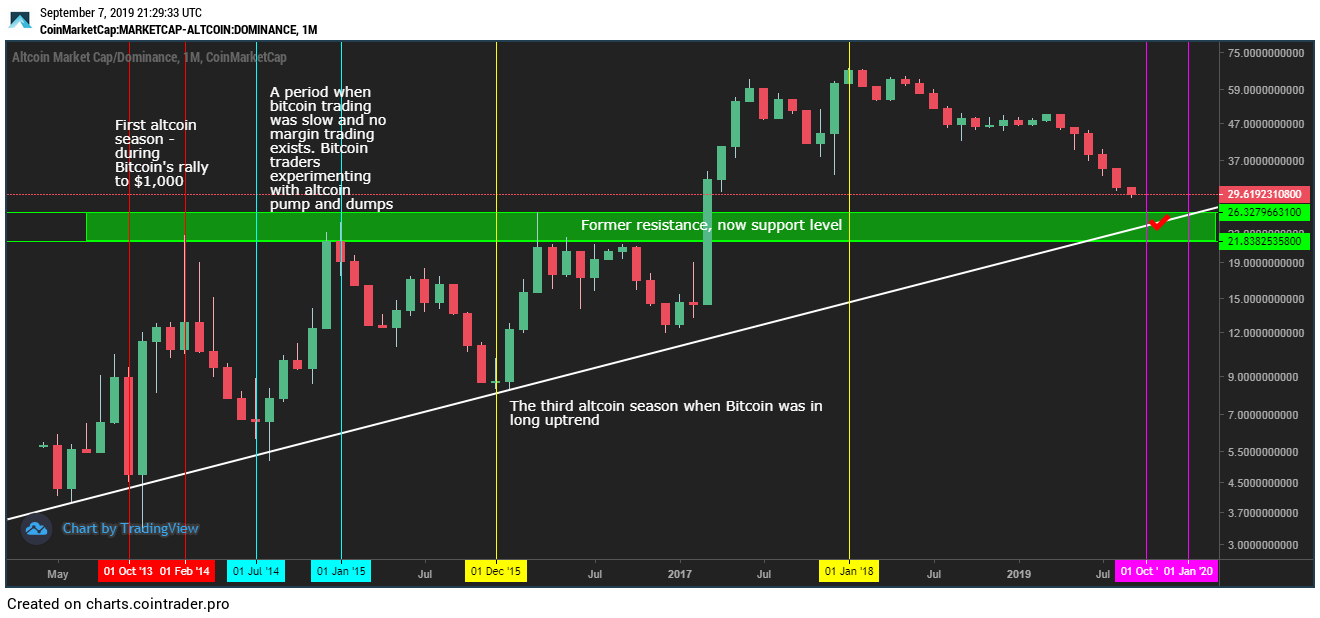 September 7, 2019 21:29:33 UTC
CoinMarketCap:MARKETCAP-ALTCOIN:DOMINANCE, 1M
Altcoin Market Cap/Dominance, 1M, CoinMarketCap
First altcoin
season -
during
Bitcoin's rally
to $1,000
A period when
bitcoin trading
was slow and no
margin trading
exists. Bitcoin
traders
experimenting
with altcoin
pump and dumps
Former resistance, now support level
The third altcoin season when Bitcoin was in
long uptrend
Chart by TradingView
75.0000000000
59.0000000000
47.0000000000
37.0000000000
29.6192310800
26.3279663100
21.8382535800
19.0000000000
15.0000000000
12.0000000000
9.0000000000
7.0000000000
5.5000000000
4.5000000000
3.7000000000
3.0000000000
May
01 Oct '13
01 Feb '14
01 Jul '14
01 Jan '15
Jul
01 Dec '15
Jul
2017
Jul
01 Jan '18
Jul
2019
Jul
01 Oct '
01 Jan '20
Created on charts.cointrader.pro